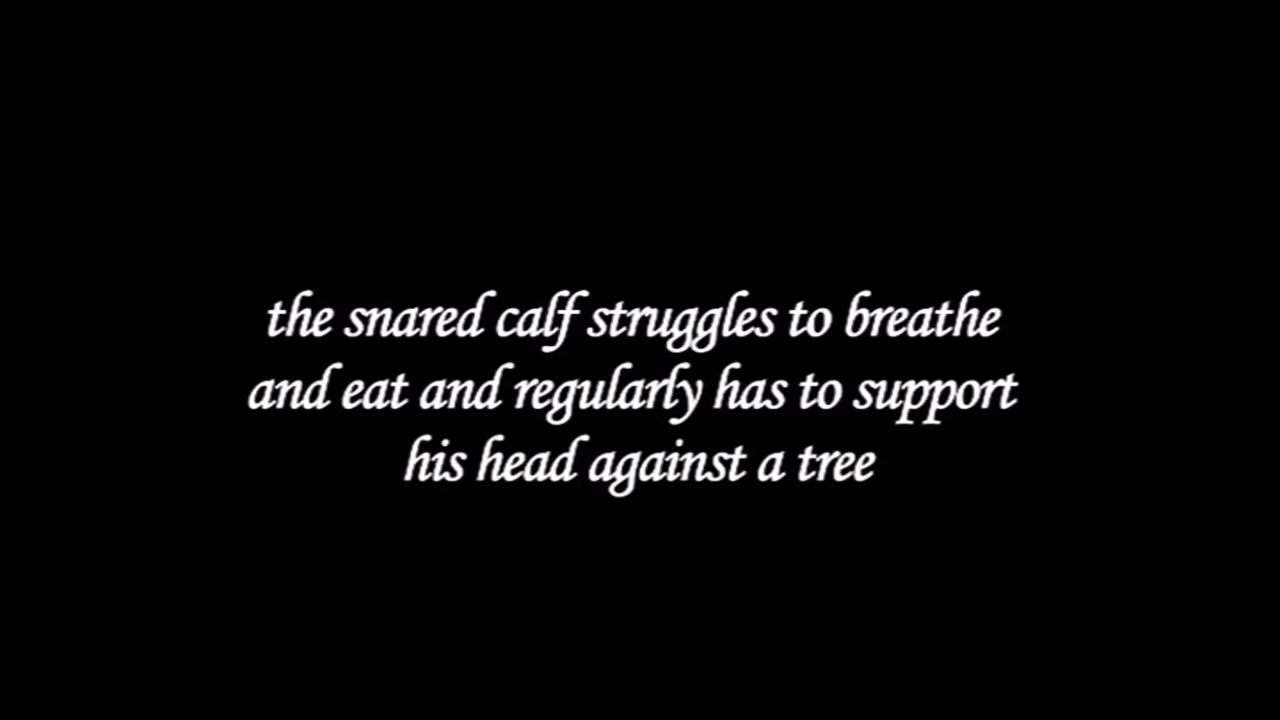 the snared calf struggles to breathe
and eat and regularly has to support
his head against a tree